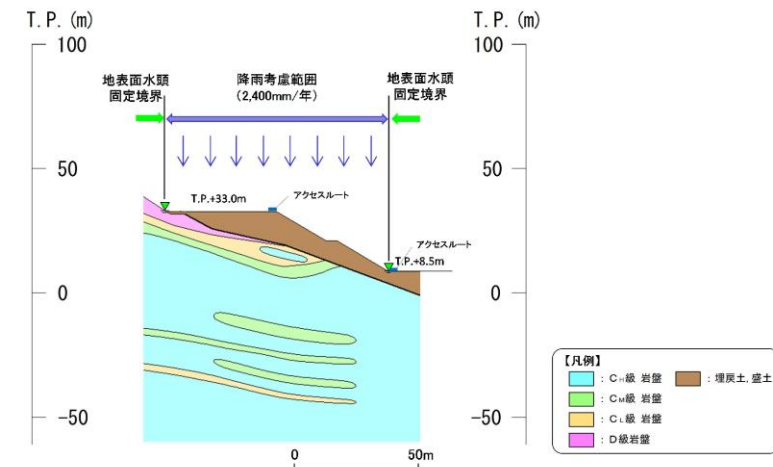 T.P.(m)
T.P.(m)
100
100
地表面水頭
固定境界
降雨考慮範囲
(2,400mm/年)
地表面水頭
固定境界
50
50
T.P.+33.0m
アクセスルート
アクセスルート
T.P.+8.5m
0
0
-50
-50
0
50m
【凡例】
：CH級 岩盤
：埋戻土,盛土
：CM級 岩盤
：CL級 岩盤
：D級岩盤